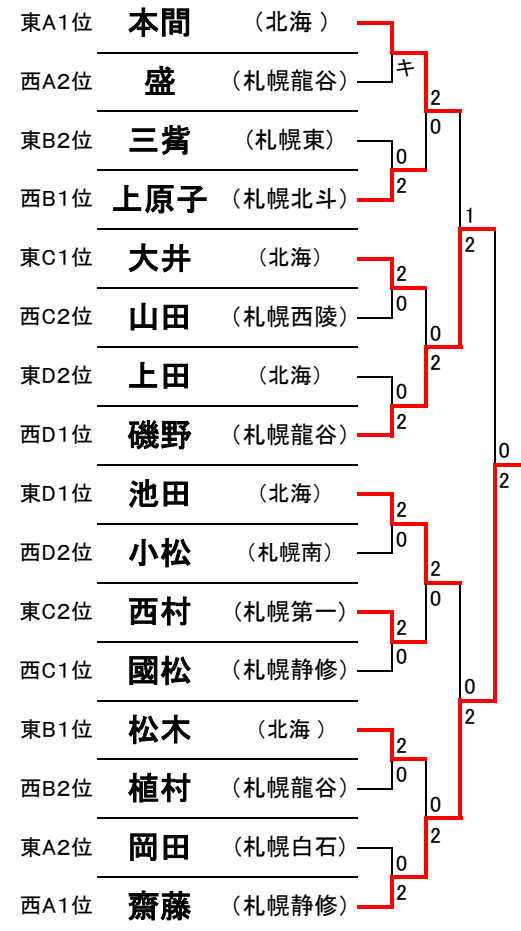 東A1位 本間 （北海 ）
キ
西A2位 盛 （札幌龍谷）
2
0
東B2位 三觜 （札幌東）
0
2
西B1位 上原子 （札幌北斗）
1
2
東C1位 大井 （北海）
2
0
西C2位 山田 （札幌西陵）
0
2
東D2位 上田 （北海）
0
2
西D1位 磯野 （札幌龍谷）
0
2
東D1位 池田 （北海）
2
0
西D2位 小松 （札幌南）
2
0
東C2位 西村 （札幌第一）
2
0
西C1位 國松 （札幌静修）
0
2
東B1位 松木 （北海 ）
2
0
西B2位 植村 （札幌龍谷）
0
2
東A2位 岡田 （札幌白石）
0
2
西A1位 齋藤 （札幌静修）